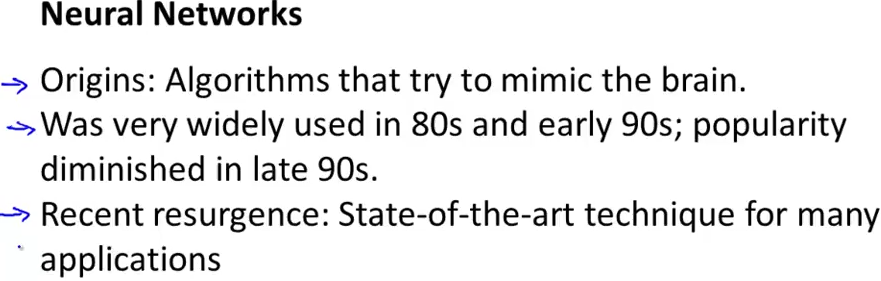 Neural Networks
Origins: Algorithms that try to mimic the brain.
Was very widely used in 80s and early 90s; popularity
diminished in late 90s.
Recent resurgence: State-of-the-art technique for many
applications